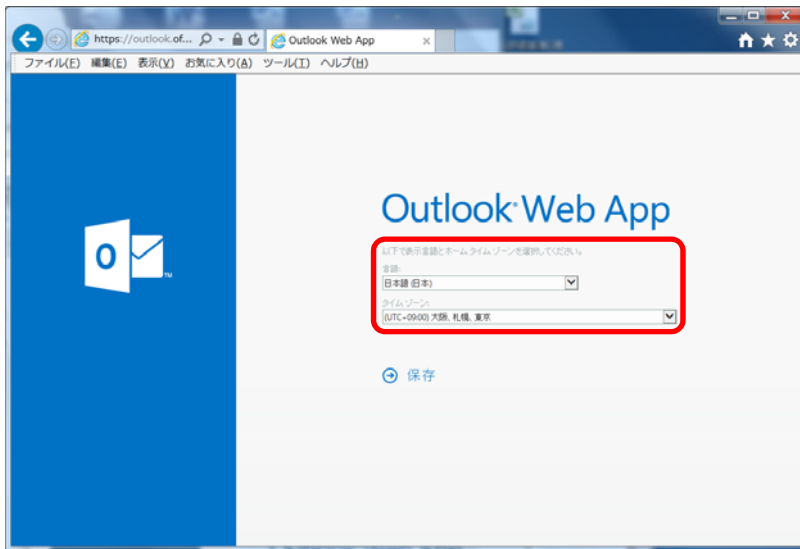 https://outlook.of...
Outlook Web App
ファイル(F) 編集(E) 表示(V) お気に入り(A) ツール(T) ヘルプ(H)
Outlook Web App
以下で表示言語とホーム タイム ゾーンを選択してください。
言語:
日本語 (日本)
タイム ゾーン:
(UTC+09:00) 大阪、札幌、東京
保存
O
TM